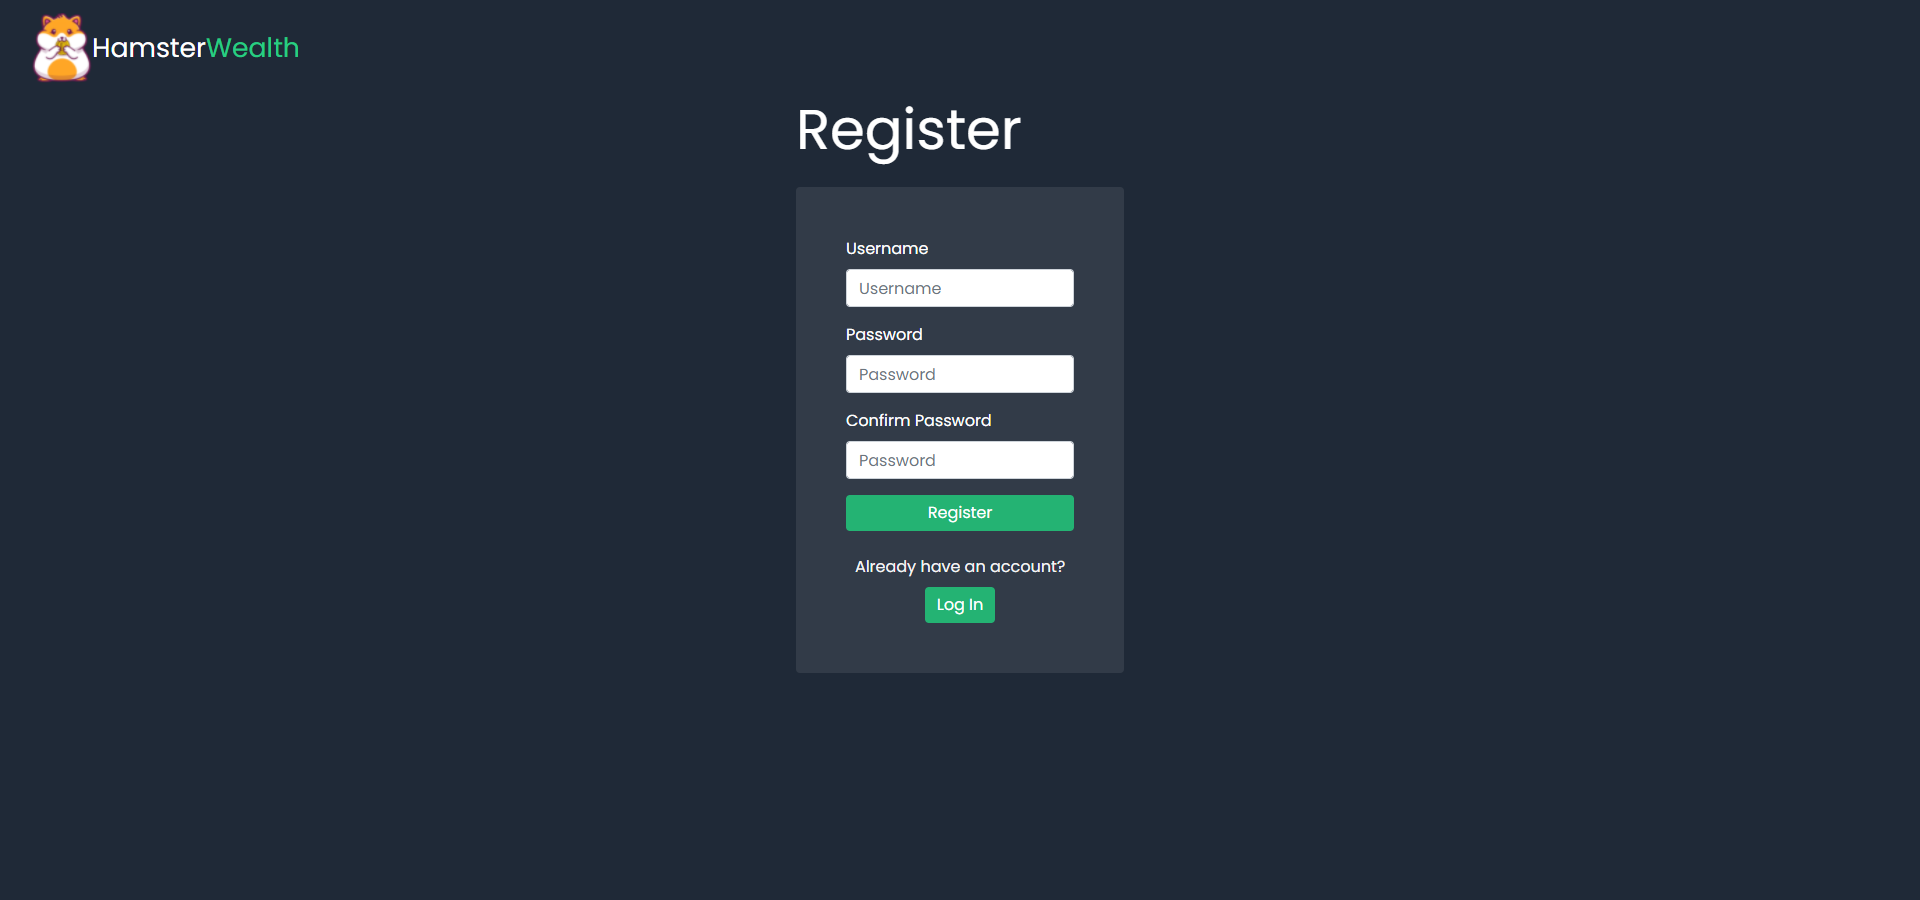 HamsterWealth
Register
Username
Username
Password
Password
Confirm Password
Password
Register
Already have an account?
Log In